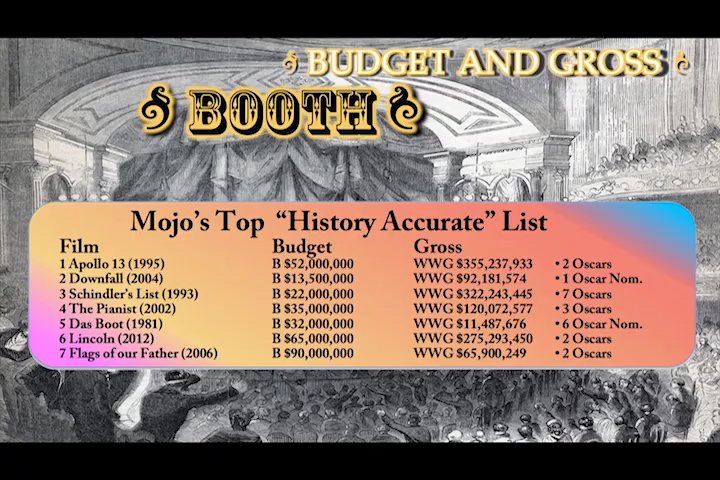 BUDGET AND GROSS
BOOTH
Mojo's Top “History Accurate” List
Film Budget Gross
1 Apollo 13 (1995) B $52,000,000 WWG $355,237,933 • 2 Oscars
2 Downfall (2004) B $13,500,000 WWG $92,181,574 • 1 Oscar Nom.
3 Schindler's List (1993) B $22,000,000 WWG $322,243,445 • 7 Oscars
4 The Pianist (2002) B $35,000,000 WWG $120,072,577 • 3 Oscars
5 Das Boot (1981) B $32,000,000 WWG $11,487,676 • 6 Oscar Nom.
6 Lincoln (2012) B $65,000,000 WWG $275,293,450 • 2 Oscars
7 Flags of our Father (2006) B $90,000,000 WWG $65,900,249 • 2 Oscars